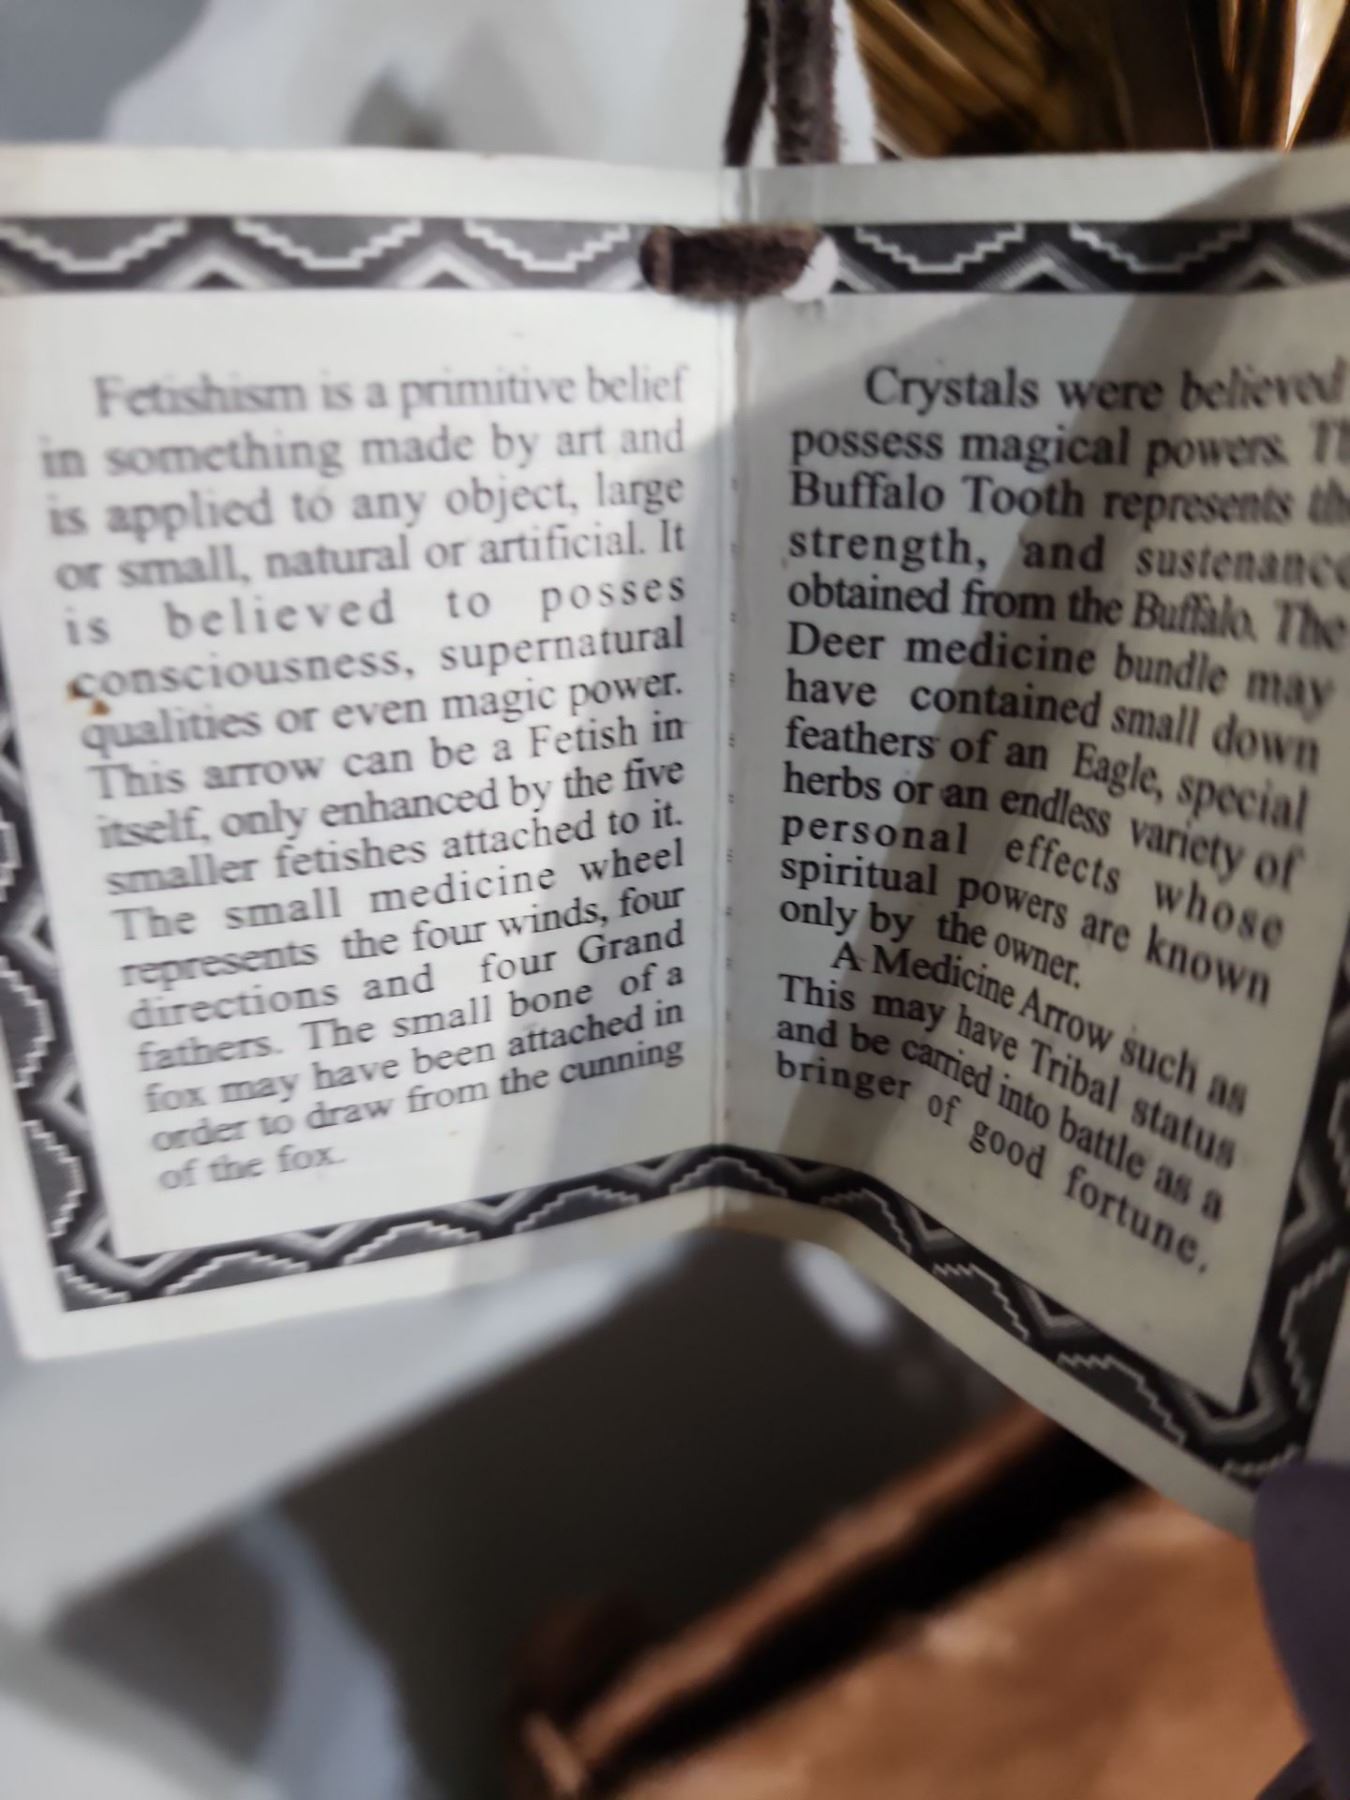 Fetishism is a primitive belief
in something made by art and
is applied to any object, large
or small, natural or artificial. It
is believed to posses
consciousness, supernatural
qualities or even magic power.
This arrow can be a Fetish in
itself, only enhanced by the five
smaller fetishes attached to it.
The small medicine wheel
represents the four winds, four
directions and four Grand
fathers. The small bone of a
fox may have been attached in
order to draw from the cunning
of the fox.
Crystals were believed
possess magical powers.
Buffalo Tooth represents
strength, and sustenance
obtained from the Buffalo. The
Deer medicine bundle may
have contained small down
feathers of an Eagle, special
herbs or an endless variety of
personal effects whose
spiritual powers are known
only by the owner.
A Medicine Arrow such as
This may have Tribal status
and be carried into battle as a
bringer of good fortune.